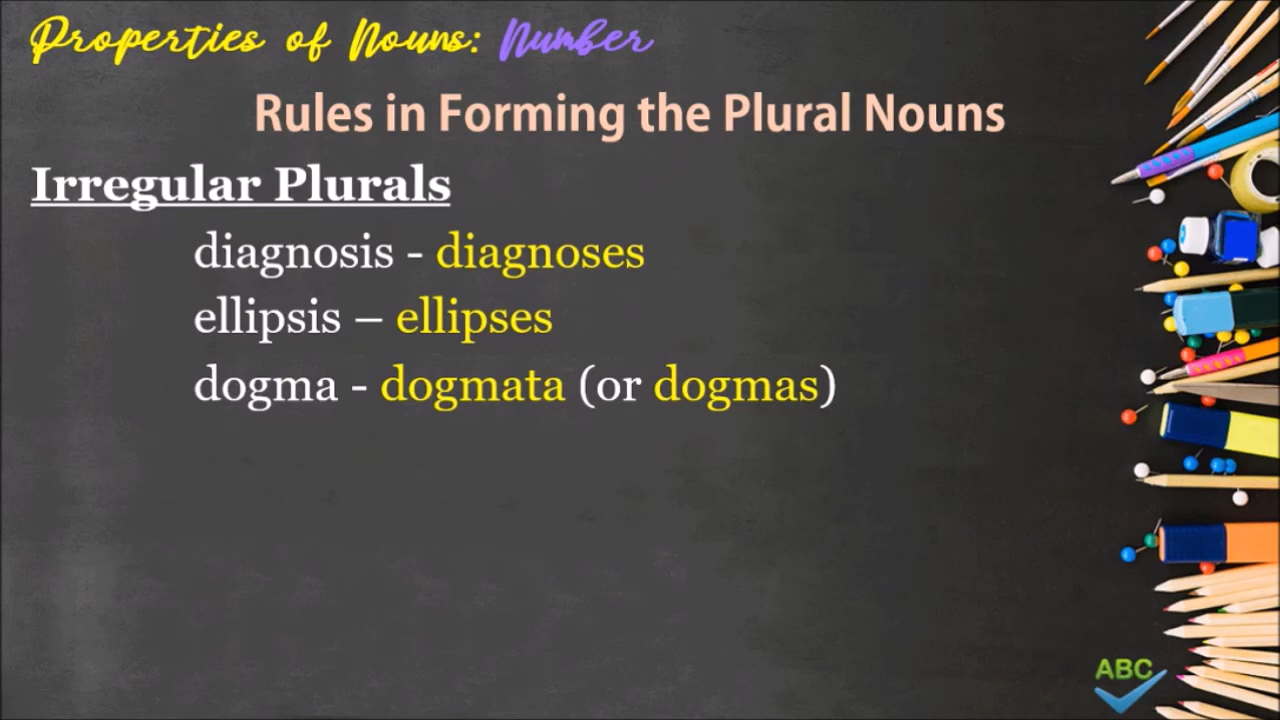 Properties of Nouns: Number
Rules in Forming the Plural Nouns
Irregular Plurals
diagnosis - diagnoses
ellipsis – ellipses
dogma - dogmata (or dogmas)
ABC